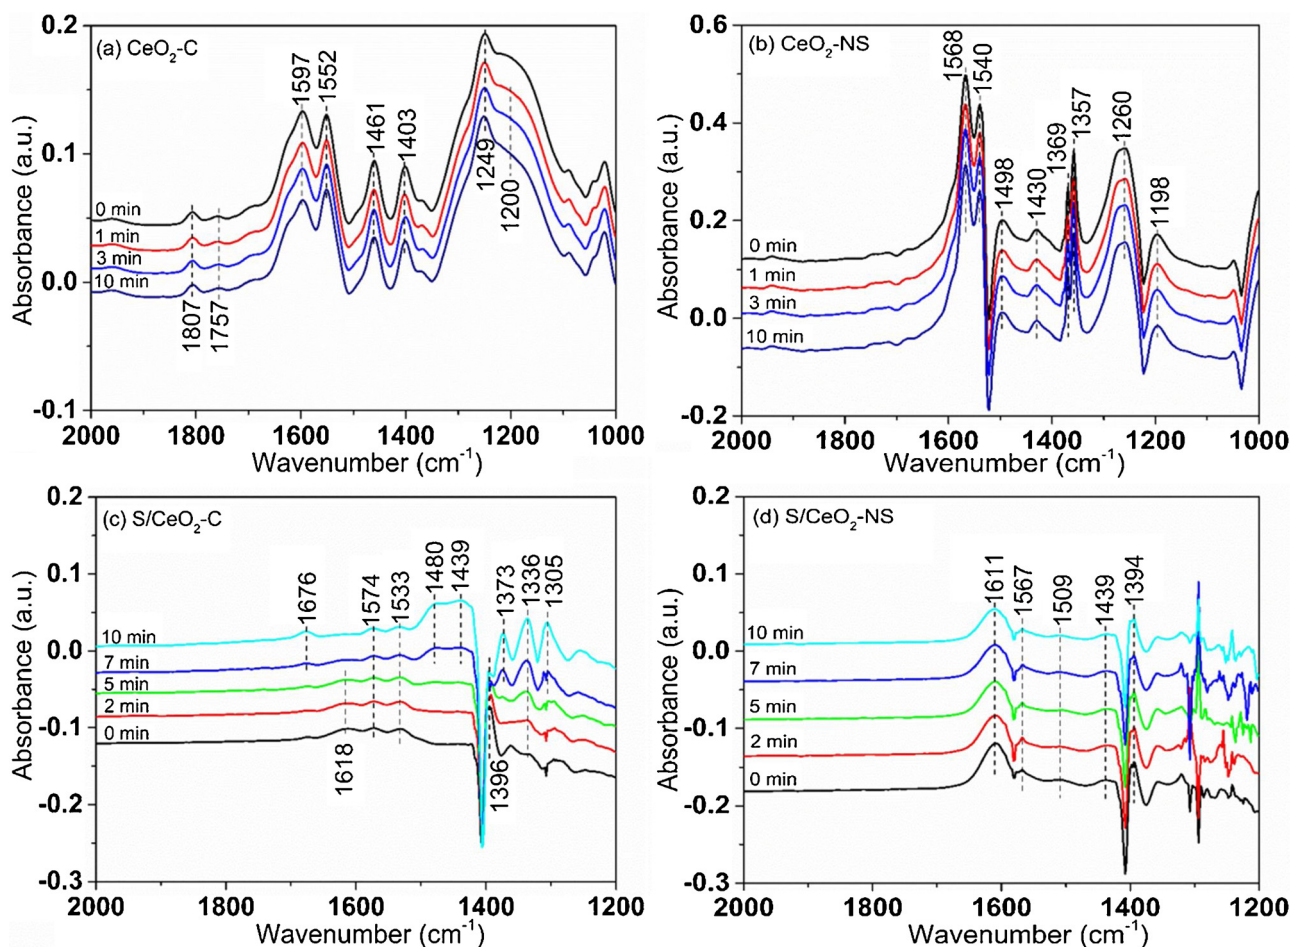 (a) CeO₂-C
0.2
0.1
0.0
-0.1
Absorbance (a.u.)
1597
1552
1461
1403
1249
1200
1807
1757
0 min
1 min
3 min
10 min
2000
1800
1600
1400
1200
1000
Wavenumber (cm⁻¹)
(b) CeO₂-NS
0.6
0.4
0.2
0.0
-0.2
Absorbance (a.u.)
1568
1540
1498
1430
1369
1357
1260
1198
0 min
1 min
3 min
10 min
2000
1800
1600
1400
1200
1000
Wavenumber (cm⁻¹)
(c) S/CeO₂-C
0.2
0.1
0.0
-0.1
-0.2
-0.3
Absorbance (a.u.)
1676
1574
1533
1480
1439
1373
1336
1305
1618
1396
10 min
7 min
5 min
2 min
0 min
2000
1800
1600
1400
1200
Wavenumber (cm⁻¹)
(d) S/CeO₂-NS
0.2
0.1
0.0
-0.1
-0.2
-0.3
Absorbance (a.u.)
1611
1567
1509
1439
1394
10 min
7 min
5 min
2 min
0 min
2000
1800
1600
1400
1200
Wavenumber (cm⁻¹)